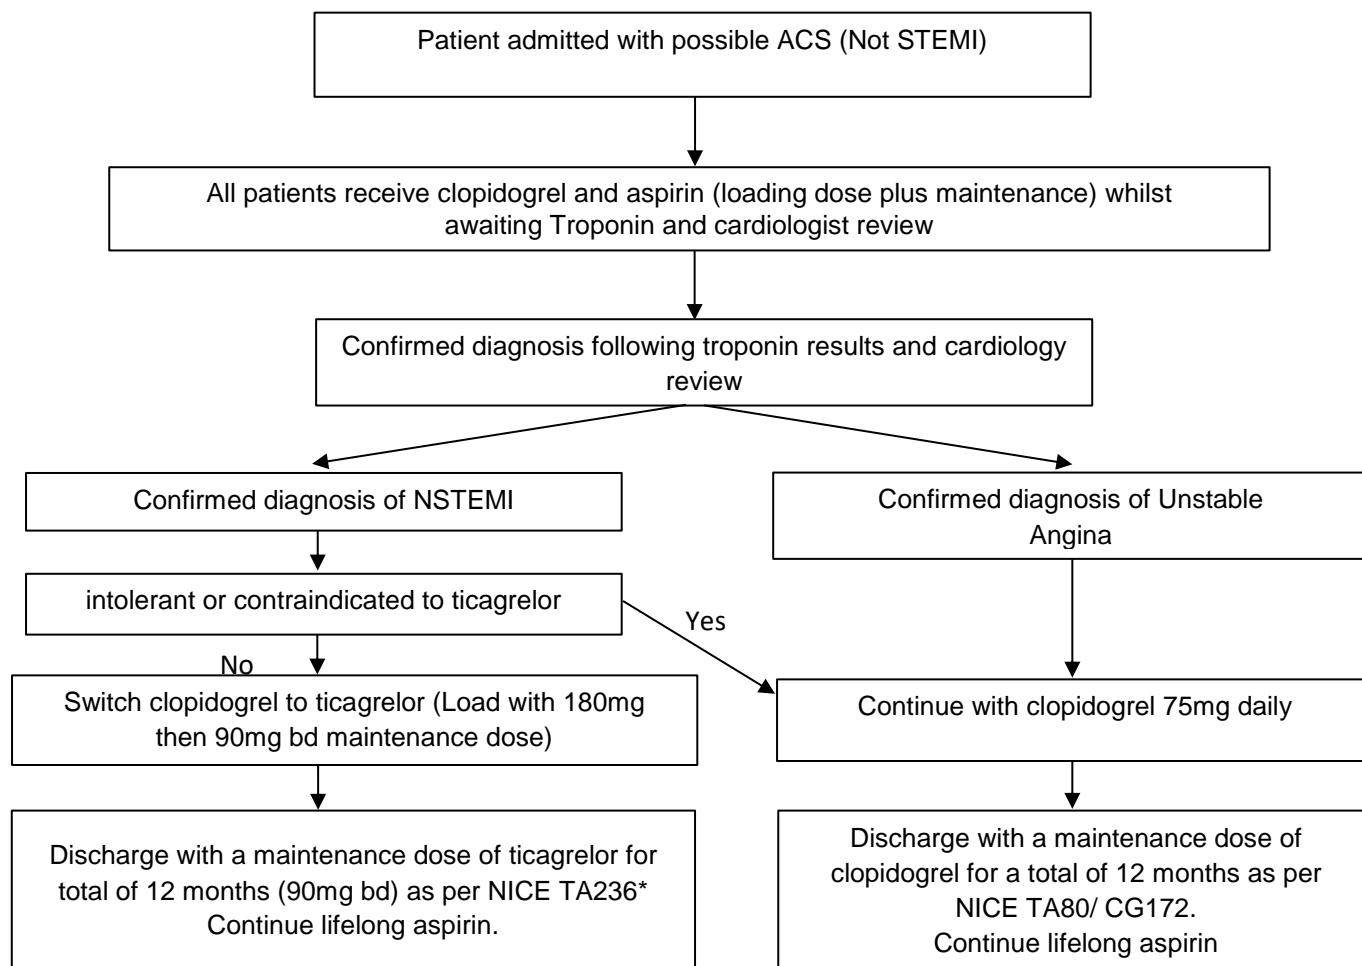 Patient admitted with possible ACS (Not STEMI)
All patients receive clopidogrel and aspirin (loading dose plus maintenance) whilst
awaiting Troponin and cardiologist review
Confirmed diagnosis following troponin results and cardiology
review
Confirmed diagnosis of NSTEMI
Confirmed diagnosis of Unstable
Angina
intolerant or contraindicated to ticagrelor
Yes
No
Switch clopidogrel to ticagrelor (Load with 180mg
then 90mg bd maintenance dose)
Continue with clopidogrel 75mg daily
Discharge with a maintenance dose of ticagrelor for
total of 12 months (90mg bd) as per NICE TA236*
Continue lifelong aspirin.
Discharge with a maintenance dose of
clopidogrel for a total of 12 months as per
NICE TA80/ CG172.
Continue lifelong aspirin